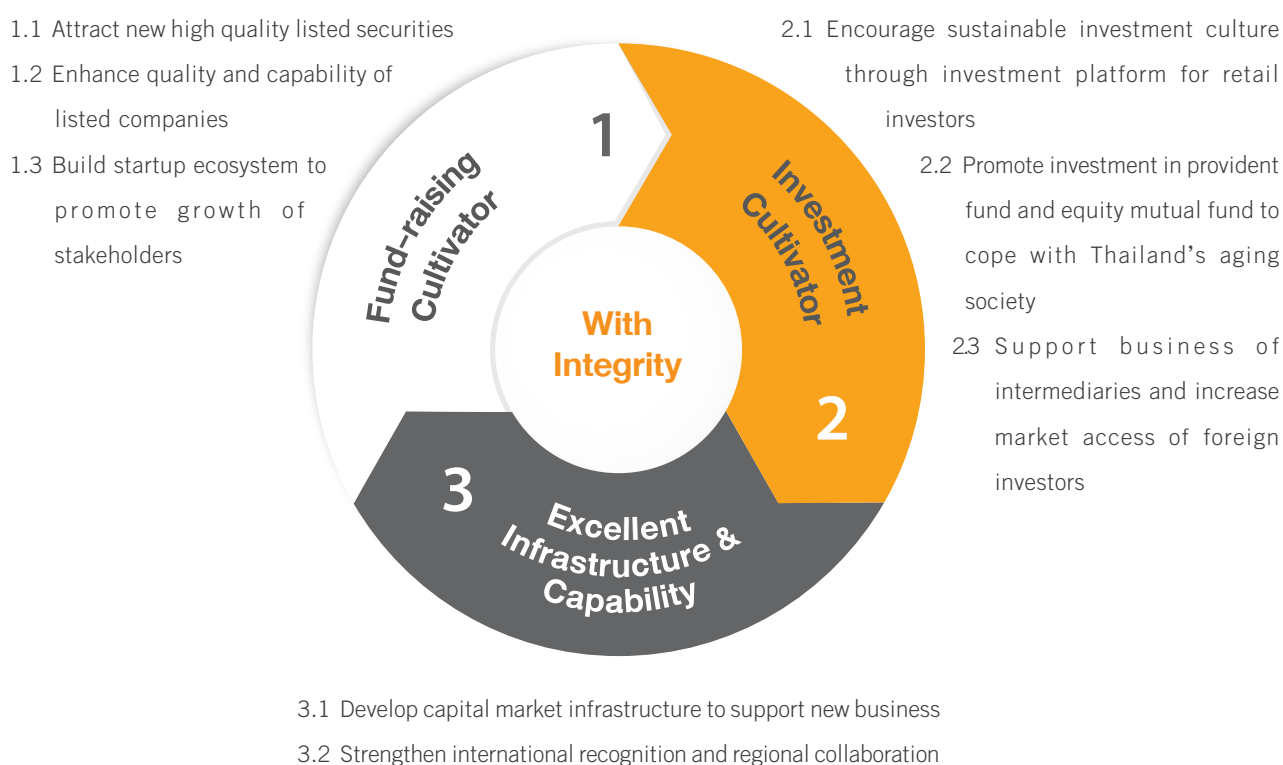 1.1 Attract new high quality listed securities
1.2 Enhance quality and capability of
listed companies
1.3 Build startup ecosystem to
promote growth of
stakeholders
1
Fund-raising
Cultivator
2.1 Encourage sustainable investment culture
through investment platform for retail
investors
2.2 Promote investment in provident
fund and equity mutual fund to
cope with Thailand's aging
society
2.3 Support business of
intermediaries and increase
market access of foreign
investors
Investment
Cultivator
2
With
Integrity
3
Excellent
Infrastructure &
Capability
3.1 Develop capital market infrastructure to support new business
3.2 Strengthen international recognition and regional collaboration